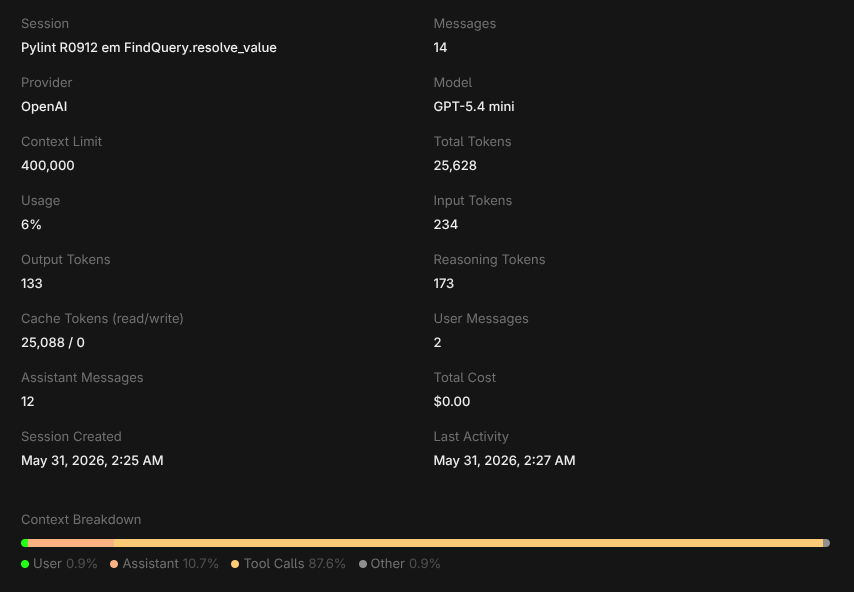 Session
Messages
Pylint R0912 em FindQuery.resolve_value
14
Provider
Model
OpenAI
GPT-5.4 mini
Context Limit
Total Tokens
400,000
25,628
Usage
Input Tokens
6%
234
Output Tokens
Reasoning Tokens
133
173
Cache Tokens (read/write)
User Messages
25,088 / 0
2
Assistant Messages
Total Cost
12
$0.00
Session Created
Last Activity
May 31, 2026, 2:25 AM
May 31, 2026, 2:27 AM
Context Breakdown
User 0.9% Assistant 10.7% Tool Calls 87.6% Other 0.9%